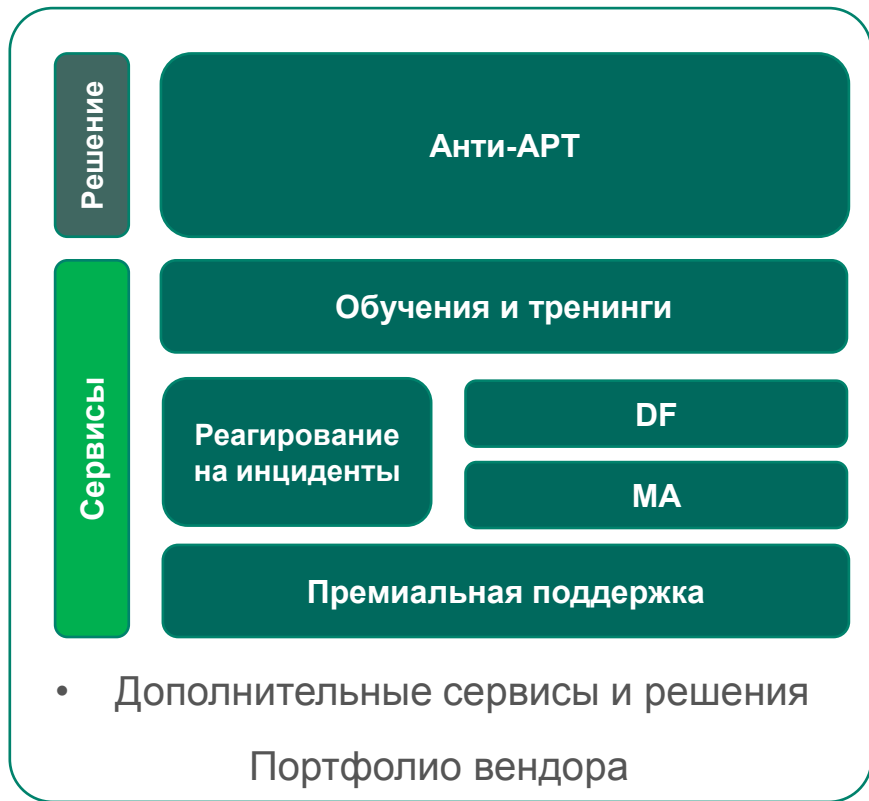 Решение
Анти-APT
Сервисы
Обучения и тренинги
Реагирование
на инциденты
DF
MA
Премиальная поддержка
• Дополнительные сервисы и решения
Портфолио вендора